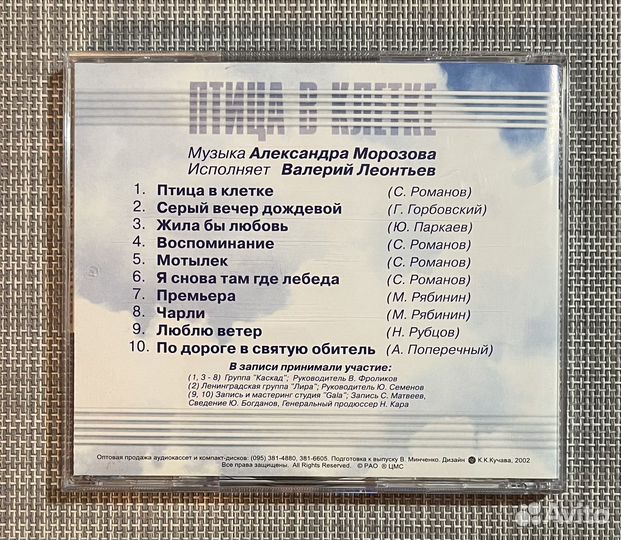 ПТИЦА В КЛЕТКЕ
Музыка Александра Морозова
Исполняет Валерий Леонтьев
1. Птица в клетке (С. Романов)
2. Серый вечер дождевой (Г. Горбовский)
3. Жила бы любовь (Ю. Паркаев)
4. Воспоминание (С. Романов)
5. Мотылек (С. Романов)
6. Я снова там где лебеда (С. Романов)
7. Премьера (М. Рябинин)
8. Чарли (М. Рябинин)
9. Люблю ветер (Н. Рубцов)
10. По дороге в святую обитель (А. Поперечный)
В записи принимали участие:
(1, 3 - 8) Группа "Каскад"; Руководитель В. Фроликов
(2) Ленинградская группа "Лира"; Руководитель Ю. Семенов
(9, 10) Запись и мастеринг студия "Gala"; Запись С. Матвеев,
Сведение Ю. Богданов, Генеральный продюссер Н. Кара
Оптовая продажа аудиокассет и компакт-дисков: (095) 381-4880, 381-6605. Подготовка к выпуску В. Минченко. Дизайн К.К.Кучава, 2002
Все права защищены. All Rights Reserved. © РАО ® ЦМС
Avito